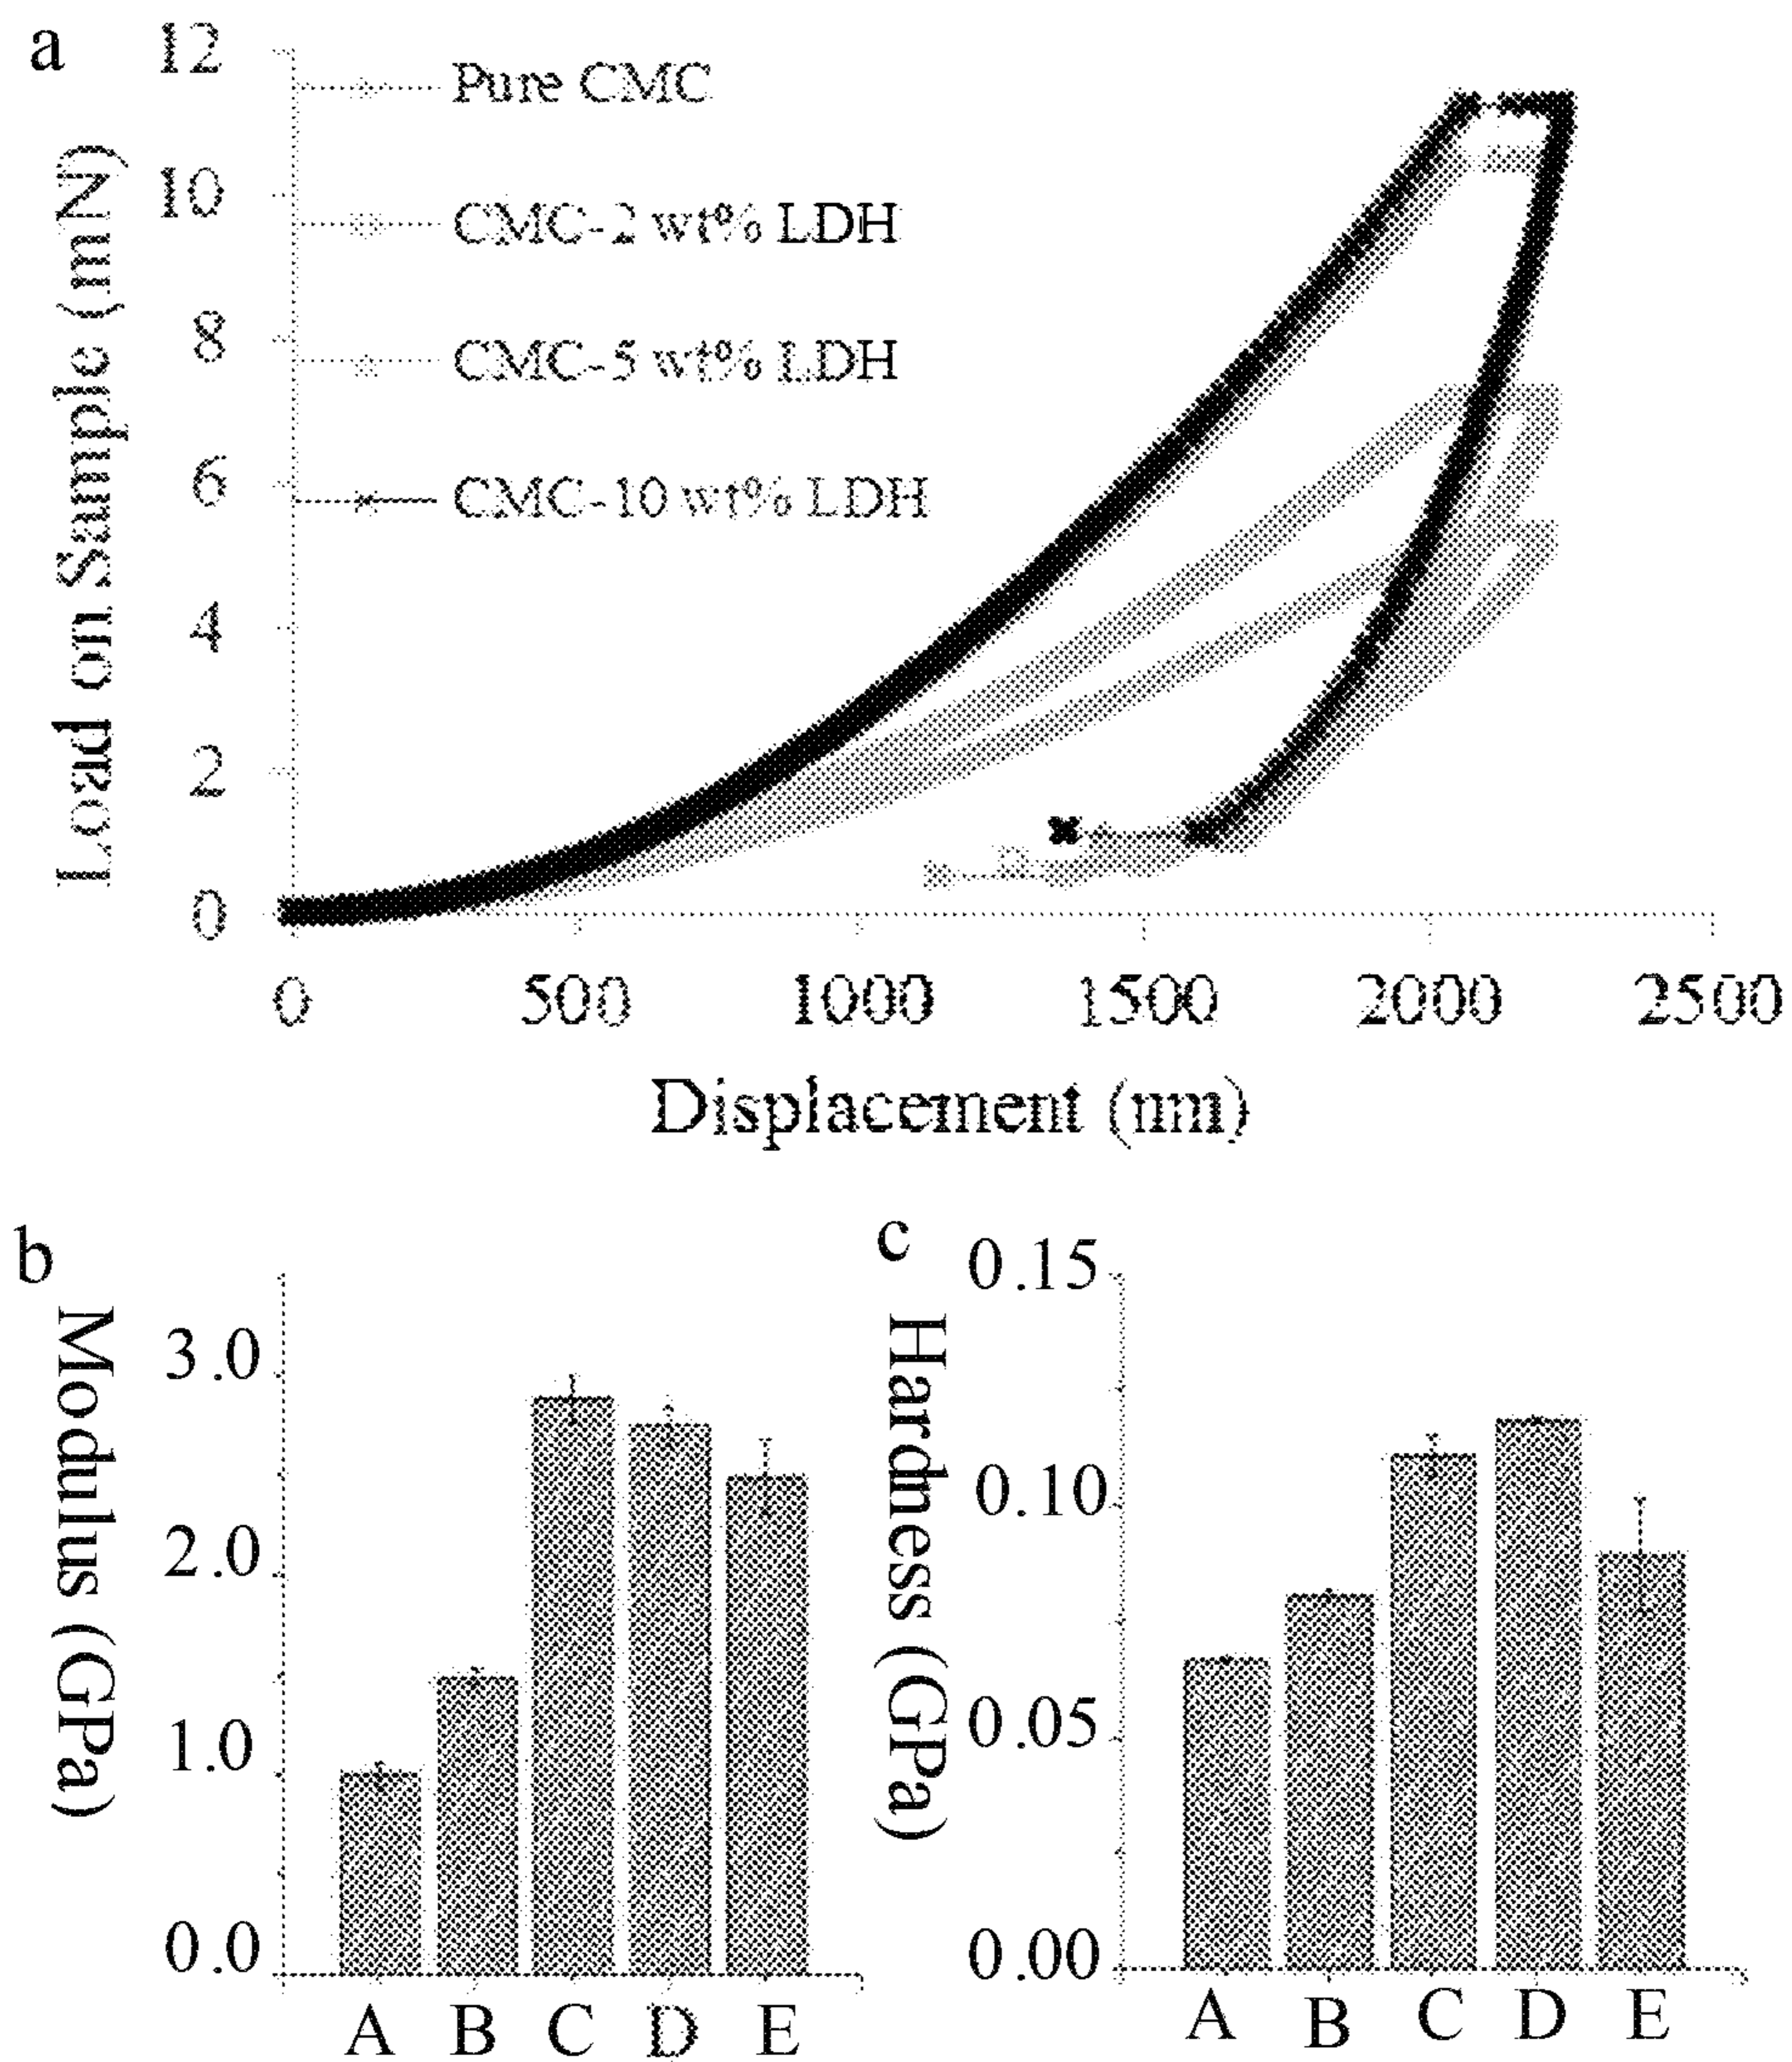 a
Load on Sample (mN)
12
10
8
6
4
2
0
Pure CMC
CMC-2 wt% LDH
CMC-5 wt% LDH
CMC-10 wt% LDH
0 500 1000 1500 2000 2500
Displacement (nm)
b
Modulus (GPa)
3.0
2.0
1.0
0.0
A B C D E
c
Hardness (GPa)
0.15
0.10
0.05
0.00
A B C D E